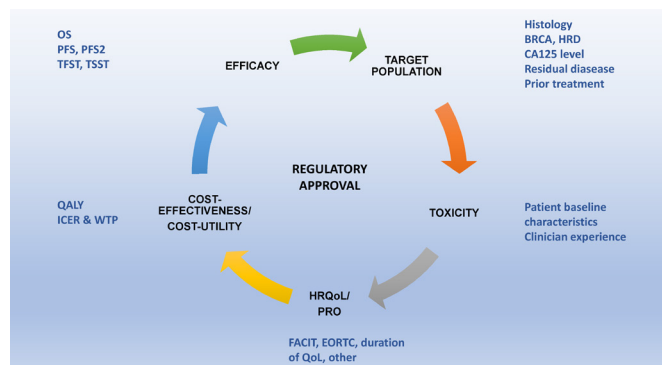 OS
PFS, PFS2
TFST, TSST
EFFICACY
TARGET
POPULATION
Histology
BRCA, HRD
CA125 level
Residual diasease
Prior treatment
REGULATORY
APPROVAL
QALY
ICER & WTP
COST-
EFFECTIVENESS/
COST-UTILITY
TOXICITY
Patient baseline
characteristics
Clinician experience
HRQoL/
PRO
FACIT, EORTC, duration
of QoL, other